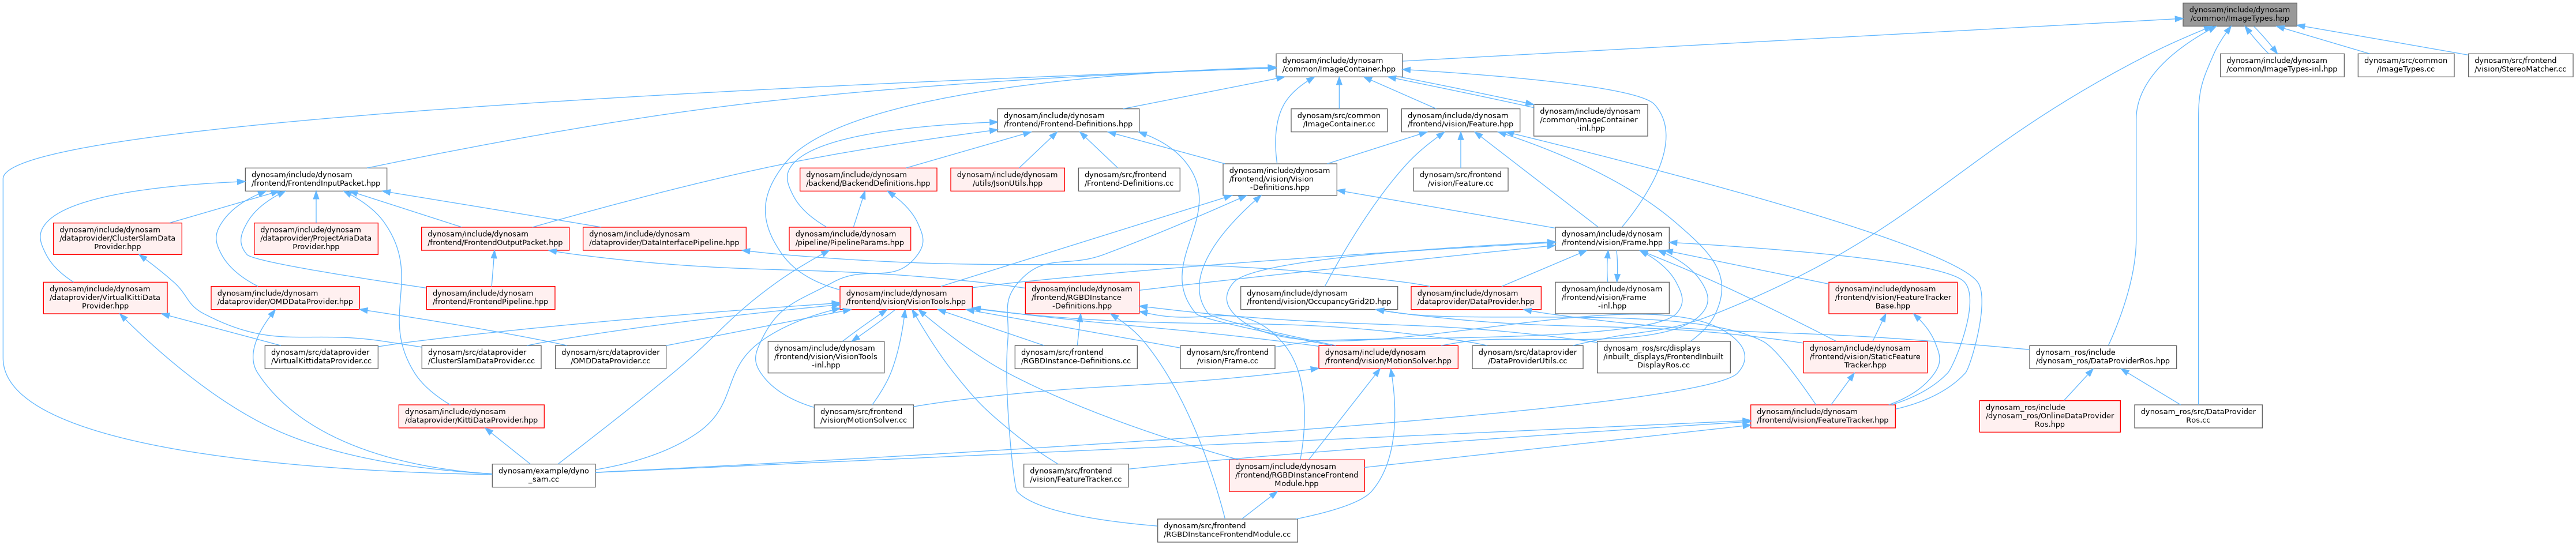 dynosam/include/dynosam
/common/ImageTypes.hpp
dynosam/include/dynosam
/common/ImageContainer.hpp
dynosam/include/dynosam
/common/ImageTypes-inl.hpp
dynosam/src/common
/ImageTypes.cc
dynosam/src/frontend
/vision/StereoMatcher.cc
dynosam/include/dynosam
/frontend/Frontend-Definitions.hpp
dynosam/src/common
/ImageContainer.cc
dynosam/include/dynosam
/frontend/vision/Feature.hpp
dynosam/include/dynosam
/common/ImageContainer
-inl.hpp
dynosam/include/dynosam
/frontend/FrontendInputPacket.hpp
dynosam/include/dynosam
/backend/BackendDefinitions.hpp
dynosam/include/dynosam
/utils/JsonUtils.hpp
dynosam/src/frontend
/Frontend-Definitions.cc
dynosam/include/dynosam
/frontend/vision/Vision
-Definitions.hpp
dynosam/src/frontend
/vision/Feature.cc
dynosam/include/dynosam
/dataprovider/ClusterSlamData
Provider.hpp
dynosam/include/dynosam
/dataprovider/ProjectAriaData
Provider.hpp
dynosam/include/dynosam
/frontend/FrontendOutputPacket.hpp
dynosam/include/dynosam
/dataprovider/DataInterfacePipeline.hpp
dynosam/include/dynosam
/pipeline/PipelineParams.hpp
dynosam/include/dynosam
/frontend/vision/Frame.hpp
dynosam/include/dynosam
/dataprovider/VirtualKittiData
Provider.hpp
dynosam/include/dynosam
/dataprovider/OMDDataProvider.hpp
dynosam/include/dynosam
/frontend/FrontendPipeline.hpp
dynosam/include/dynosam
/frontend/vision/VisionTools.hpp
dynosam/include/dynosam
/frontend/RGBDInstance
-Definitions.hpp
dynosam/include/dynosam
/frontend/vision/OccupancyGrid2D.hpp
dynosam/include/dynosam
/dataprovider/DataProvider.hpp
dynosam/include/dynosam
/frontend/vision/Frame
-inl.hpp
dynosam/include/dynosam
/frontend/vision/FeatureTracker
Base.hpp
dynosam/src/dataprovider
/VirtualKittidataprovider.cc
dynosam/src/dataprovider
/ClusterSlamDataProvider.cc
dynosam/src/dataprovider
/OMDDataProvider.cc
dynosam/include/dynosam
/frontend/vision/VisionTools
-inl.hpp
dynosam/src/frontend
/RGBDInstance-Definitions.cc
dynosam/src/frontend
/vision/Frame.cc
dynosam/include/dynosam
/frontend/vision/MotionSolver.hpp
dynosam/src/dataprovider
/DataProviderUtils.cc
dynosam_ros/src/displays
/inbuilt_displays/FrontendInbuilt
DisplayRos.cc
dynosam/include/dynosam
/frontend/vision/StaticFeature
Tracker.hpp
dynosam_ros/include
/dynosam_ros/DataProviderRos.hpp
dynosam/include/dynosam
/dataprovider/KittiDataProvider.hpp
dynosam/src/frontend
/vision/MotionSolver.cc
dynosam/include/dynosam
/frontend/vision/FeatureTracker.hpp
dynosam_ros/include
/dynosam_ros/OnlineDataProvider
Ros.hpp
dynosam_ros/src/DataProvider
Ros.cc
dynosam/example/dyno
_sam.cc
dynosam/src/frontend
/vision/FeatureTracker.cc
dynosam/include/dynosam
/frontend/RGBDInstanceFrontend
Module.hpp
dynosam/src/frontend
/RGBDInstanceFrontendModule.cc